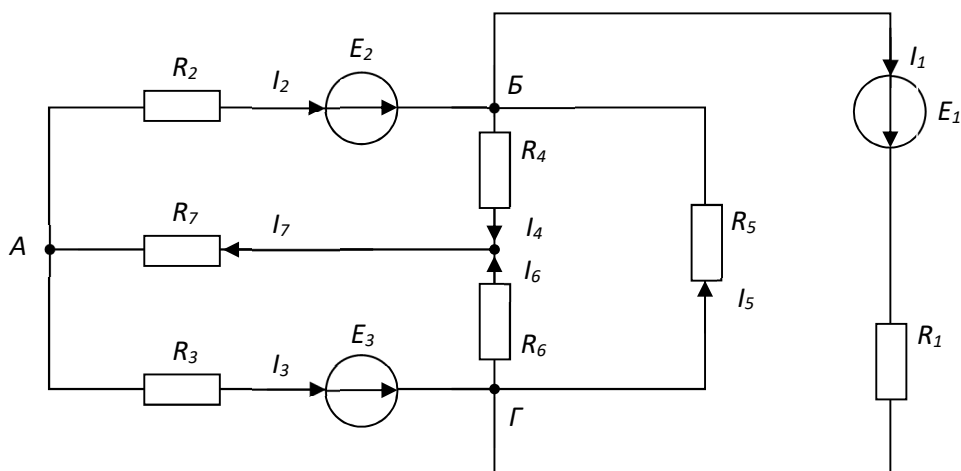 R₂ I₂ E₂ Б I₁
E₁
R₄
А R₇ I₇ I₄ R₅
I₆ I₅
R₃ I₃ E₃ R₆ R₁
Г